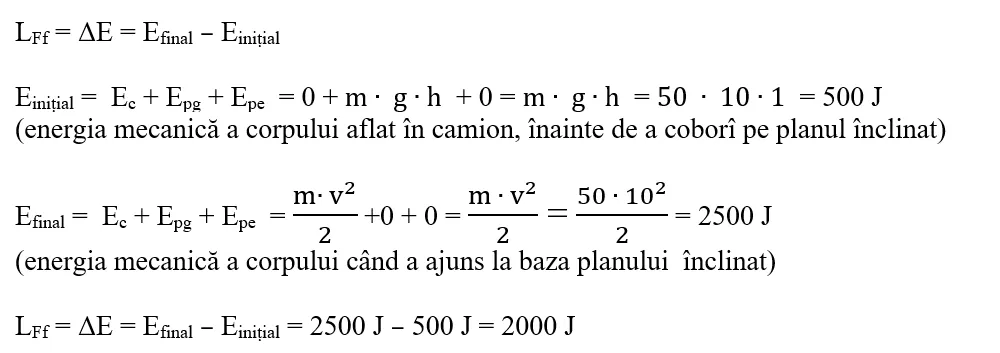 L_Ff = ΔE = E_final – E_inițial
E_inițial = E_c + E_pg + E_pe = 0 + m · g · h + 0 = m · g · h = 50 · 10 · 1 = 500 J
(energia mecanică a corpului aflat în camion, înainte de a coborî pe planul înclinat)
E_final = E_c + E_pg + E_pe = (m· v²)/2 +0 + 0 = (m · v²)/2 = (50 · 10²)/2 = 2500 J
(energia mecanică a corpului când a ajuns la baza planului înclinat)
L_Ff = ΔE = E_final – E_inițial = 2500 J – 500 J = 2000 J